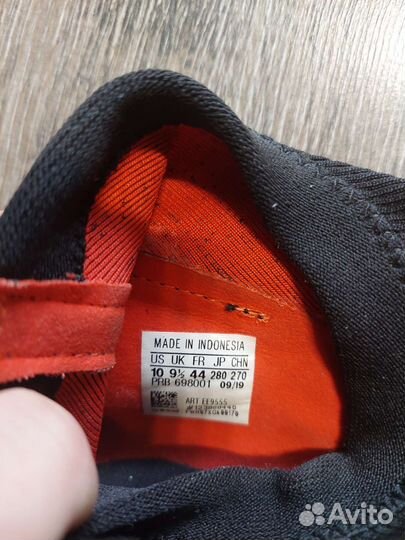 MADE IN INDONESIA
US UK FR JP CHN
10 9½ 44 280 270
PRB 698001 09/19
ART EE9555
Avito